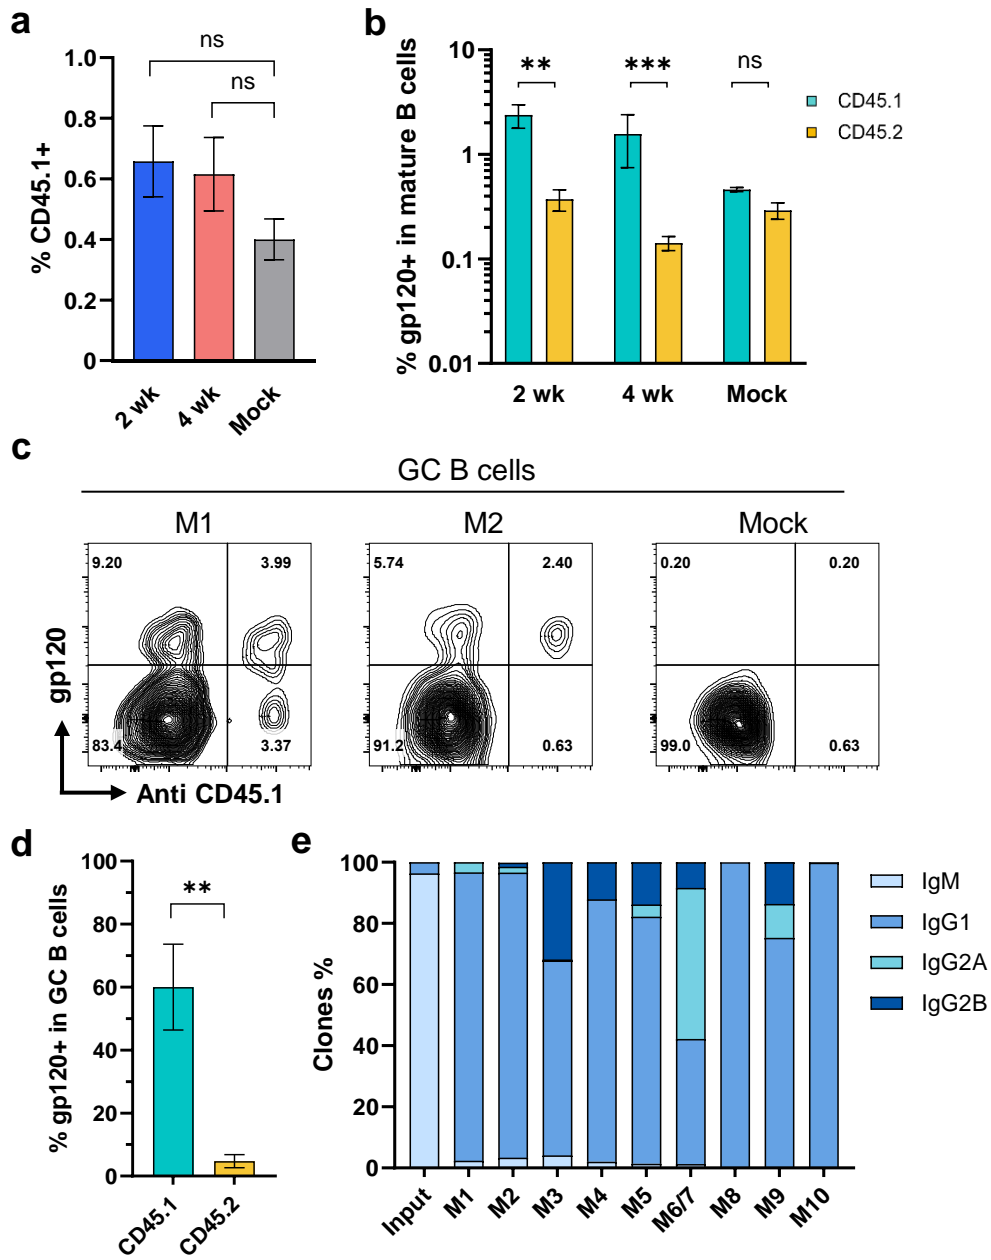 a
ns
ns
% CD45.1+
1.0
0.8
0.6
0.4
0.2
0
2 wk
4 wk
Mock
b
% gp120+ in mature B cells
10
1
0.1
0.01
**
***
ns
CD45.1
CD45.2
2 wk
4 wk
Mock
c
GC B cells
M1
M2
Mock
9.20
3.99
83.4
3.37
5.74
2.40
91.2
0.63
0.20
0.20
99.0
0.63
gp120
Anti CD45.1
d
% gp120+ in GC B cells
100
80
60
40
20
0
**
CD45.1
CD45.2
e
Clones %
100
80
60
40
20
0
Input
M1
M2
M3
M4
M5
M6/7
M8
M9
M10
IgM
IgG1
IgG2A
IgG2B